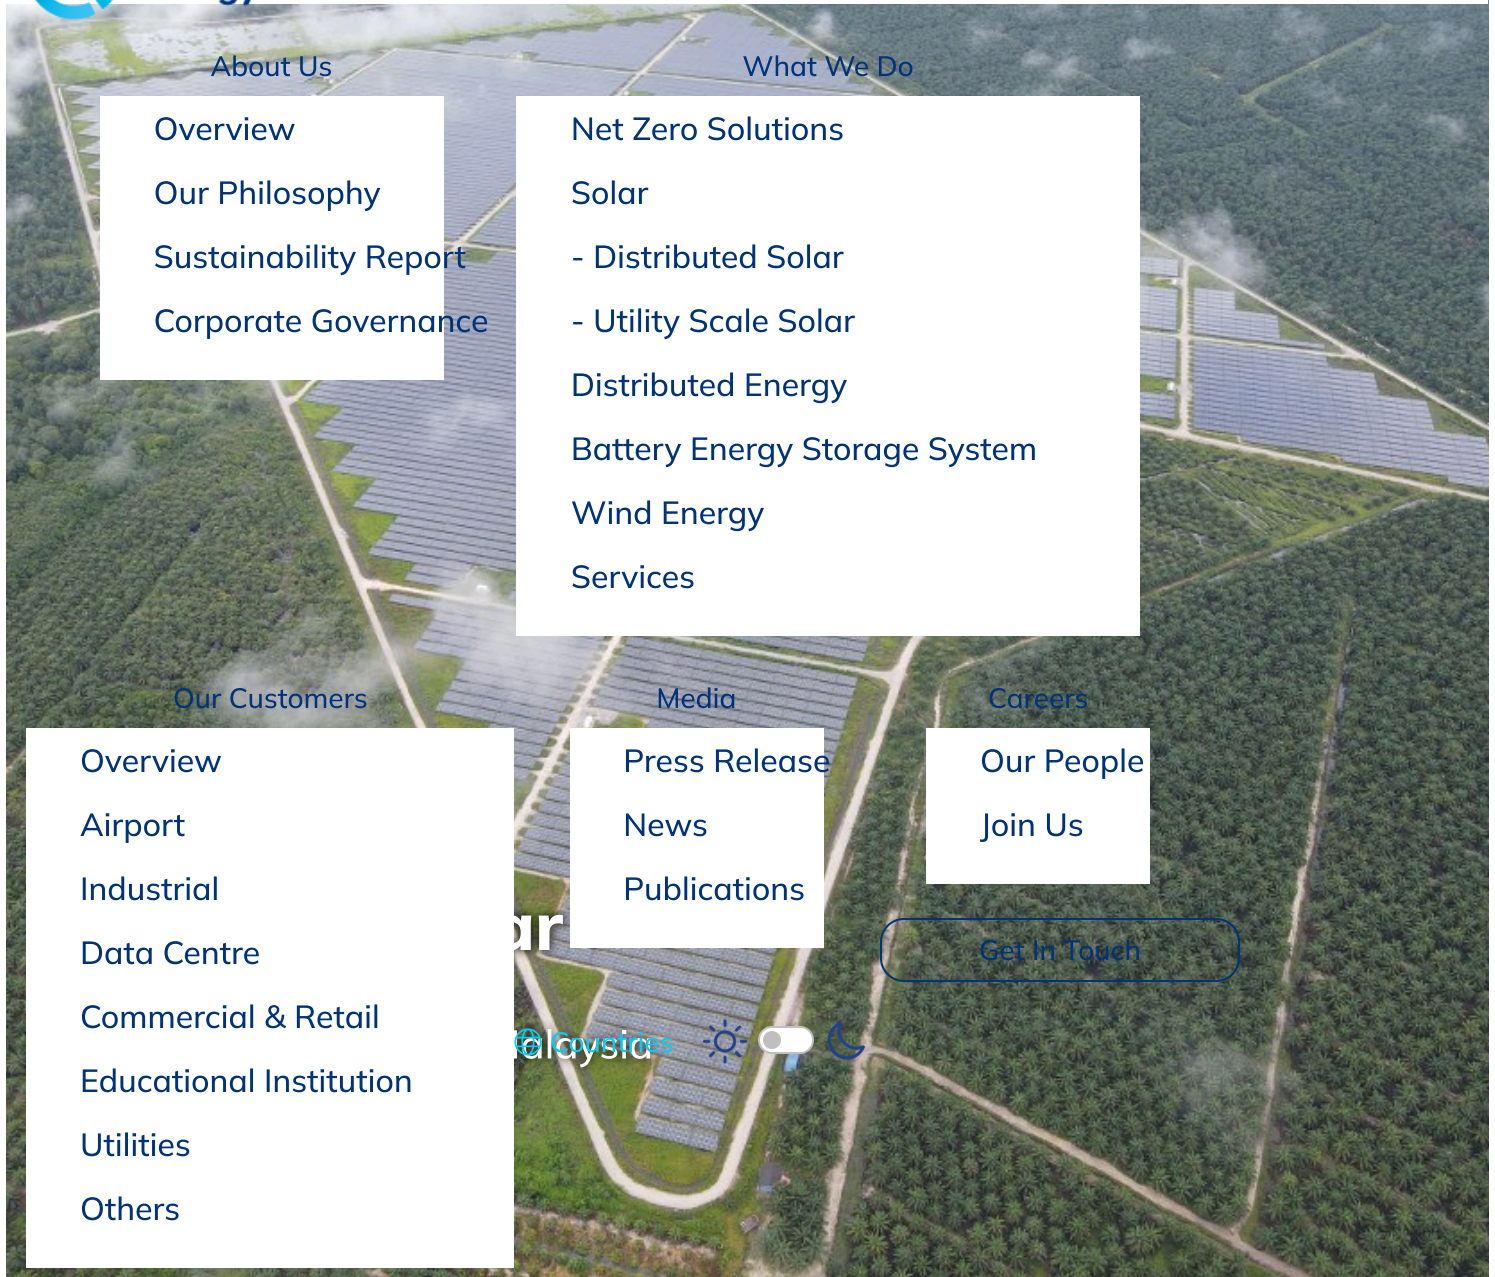 About Us
What We Do
Overview
Our Philosophy
Sustainability Report
Corporate Governance
Net Zero Solutions
Solar
- Distributed Solar
- Utility Scale Solar
Distributed Energy
Battery Energy Storage System
Wind Energy
Services
Our Customers
Media
Careers
Overview
Airport
Industrial
Data Centre
Commercial & Retail
Educational Institution
Utilities
Others
Press Release
News
Publications
Our People
Join Us
Get In Touch
Countries